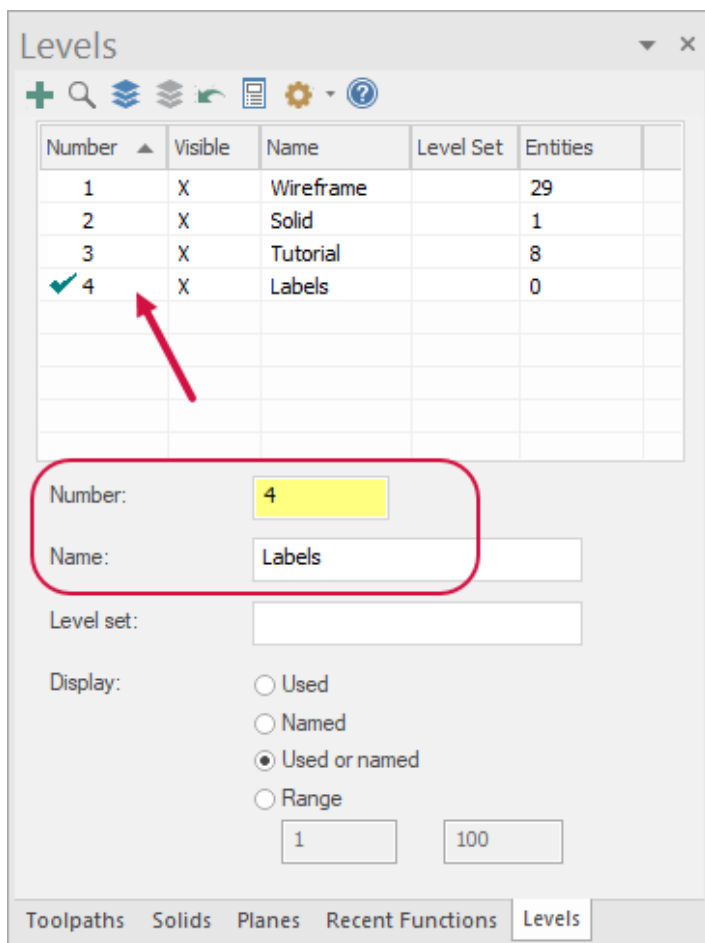 Levels
Number Visible Name Level Set Entities
1 X Wireframe 29
2 X Solid 1
3 X Tutorial 8
4 X Labels 0
Number: 4
Name: Labels
Level set:
Display: Used
Named
Used or named
Range
1 100
Toolpaths Solids Planes Recent Functions Levels